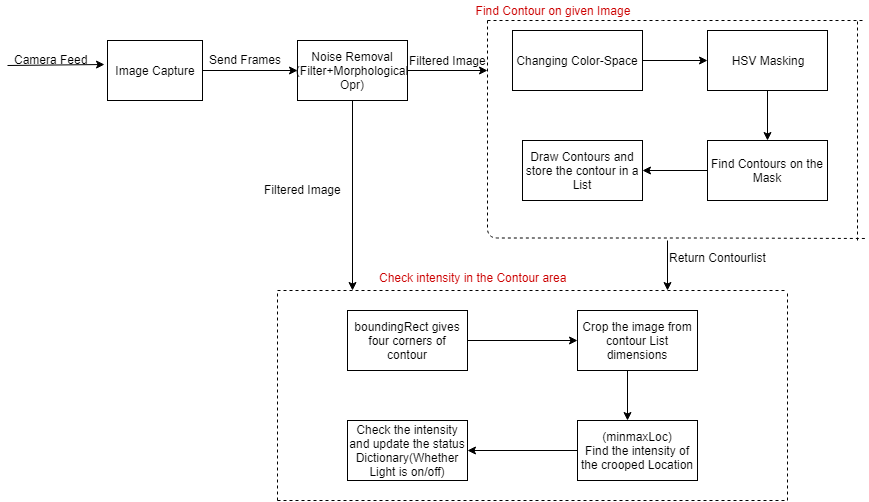 Find Contour on given Image
Camera Feed
Image Capture
Send Frames
Noise Removal
(Filter+Morphological
Opr)
Filtered Image
Changing Color-Space
HSV Masking
Draw Contours and
store the contour in a
List
Find Contours on the
Mask
Filtered Image
Return Contourlist
Check intensity in the Contour area
boundingRect gives
four corners of
contour
Crop the image from
contour List
dimensions
Check the intensity
and update the status
Dictionary(Whether
Light is on/off)
(minmaxLoc)
Find the intensity of
the crooped Location